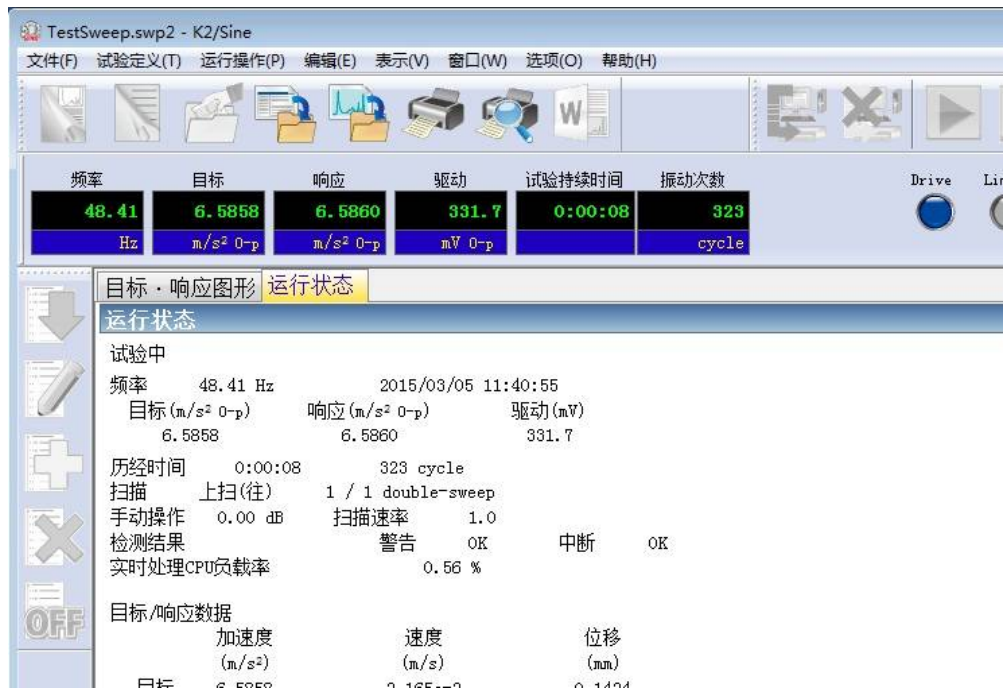 TestSweep.swp2 - K2/Sine
文件(F) 试验定义(T) 运行操作(P) 编辑(E) 表示(V) 窗口(W) 选项(O) 帮助(H)
W
频率 目标 响应 驱动 试验持续时间 振动次数 Drive
48.41 6.5858 6.5860 331.7 0:00:08 323
Hz m/s² 0-p m/s² 0-p mV 0-p cycle
目标・响应图形 运行状态
运行状态
试验中
频率 48.41 Hz 2015/03/05 11:40:55
目标(m/s² 0-p) 响应(m/s² 0-p) 驱动(mV)
6.5858 6.5860 331.7
历经时间 0:00:08 323 cycle
扫描 上扫(往) 1 / 1 double-sweep
手动操作 0.00 dB 扫描速率 1.0
检测结果 警告 OK 中断 OK
实时处理CPU负载率 0.56 %
OFF
目标/响应数据
加速度 速度 位移
(m/s²) (m/s) (mm)
目标 6.5858 2.165e-2 0.1424